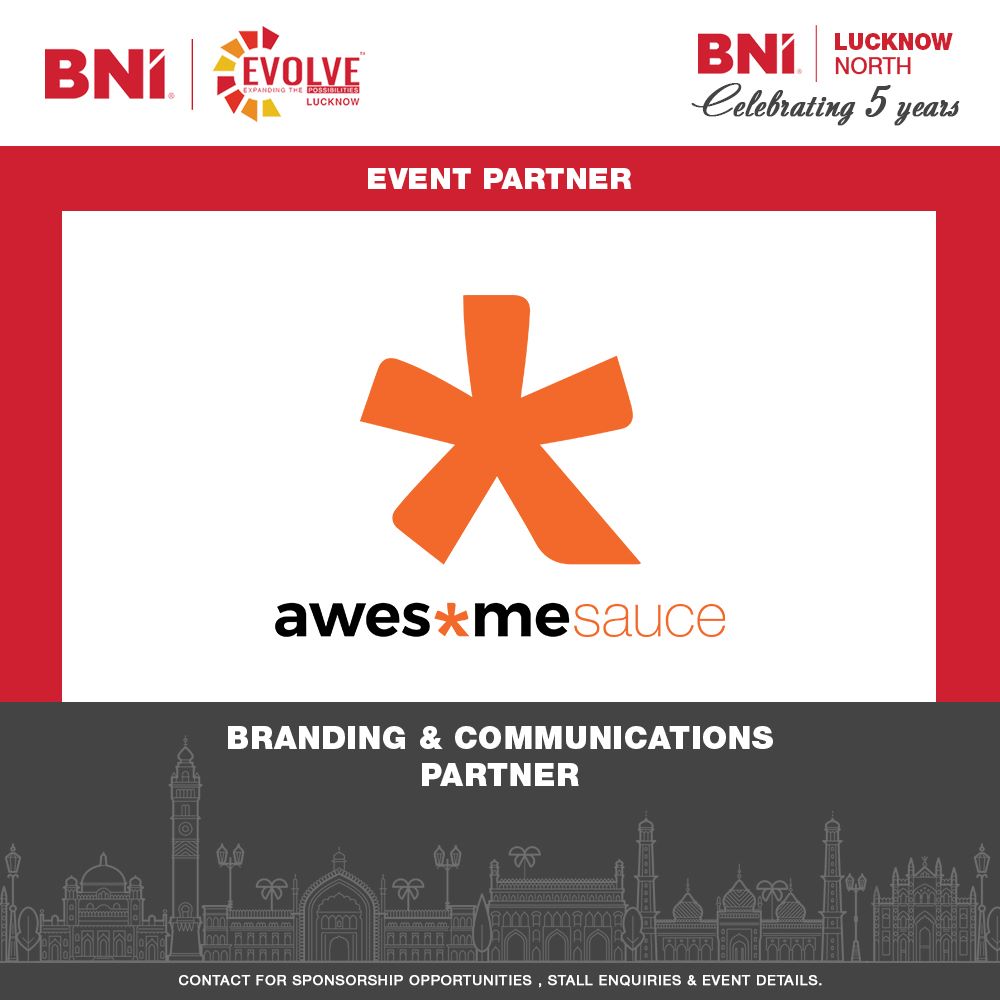 BNI®
EVOLVE™
EXPANDING THE POSSIBILITIES
LUCKNOW
BNI®
LUCKNOW
NORTH
Celebrating 5 years
EVENT PARTNER
awes*mesauce
BRANDING & COMMUNICATIONS
PARTNER
CONTACT FOR SPONSORSHIP OPPORTUNITIES , STALL ENQUIRIES & EVENT DETAILS.